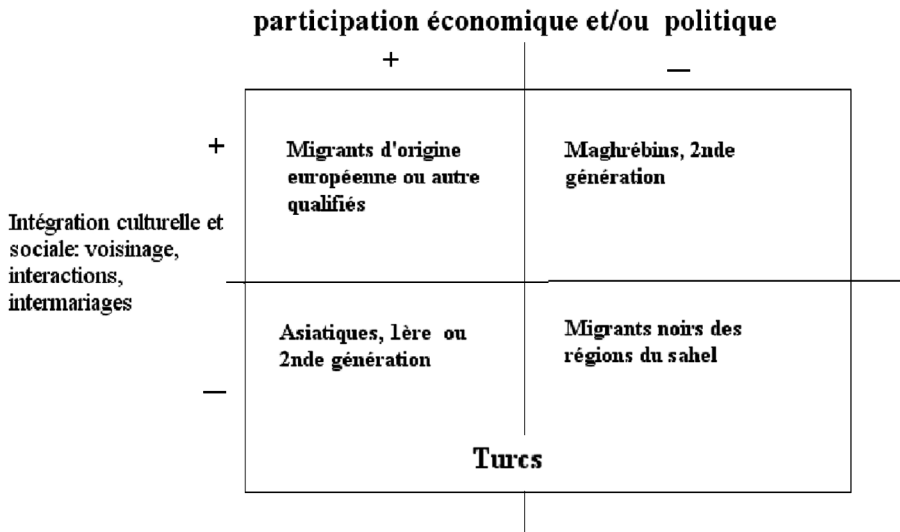 participation économique et/ou politique
+
—
+
Migrants d'origine
européenne ou autre
qualifiés
Maghrébins, 2nde
génération
Intégration culturelle et
sociale: voisinage,
interactions,
intermariages
Asiatiques, 1ère ou
2nde génération
Migrants noirs des
régions du sahel
—
Turcs